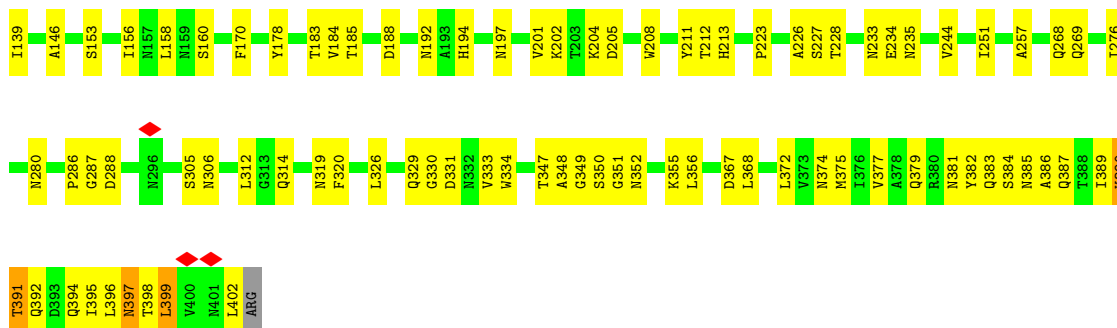 I139 A146 S153 I156 N157 L158 N159 S160 F170 Y178 T183 V184 T185 D188 N192 A193 H194 N197 V201 K202 T203 K204 D205 W208 Y211 T212 H213 P223 A226 S227 T228 N233 E234 N235 V244 I251 A257 Q268 Q269
N280 P286 G287 D288 N296 S305 N306 L312 G313 Q314 N319 F320 L326 Q329 G330 D331 N332 V333 W334 T347 A348 G349 S350 G351 N352 K355 L356 D367 L368 L372 V373 N374 M375 I376 V377 A378 Q379 R380 N381 Y382 Q383 S384 N385 A386 Q387 T388 I389
T391 Q392 D393 Q394 I395 L396 N397 T398 L399 V400 N401 L402 ARG